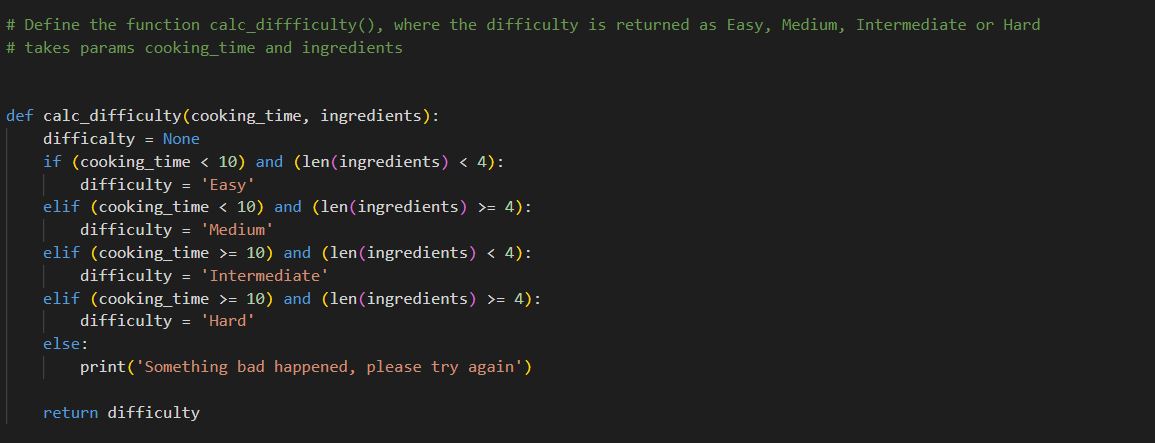 # Define the function calc_diffficulty(), where the difficulty is returned as Easy, Medium, Intermediate or Hard
# takes params cooking_time and ingredients
def calc_difficulty(cooking_time, ingredients):
    difficalty = None
    if (cooking_time < 10) and (len(ingredients) < 4):
        difficulty = 'Easy'
    elif (cooking_time < 10) and (len(ingredients) >= 4):
        difficulty = 'Medium'
    elif (cooking_time >= 10) and (len(ingredients) < 4):
        difficulty = 'Intermediate'
    elif (cooking_time >= 10) and (len(ingredients) >= 4):
        difficulty = 'Hard'
    else:
        print('Something bad happened, please try again')
    return difficulty